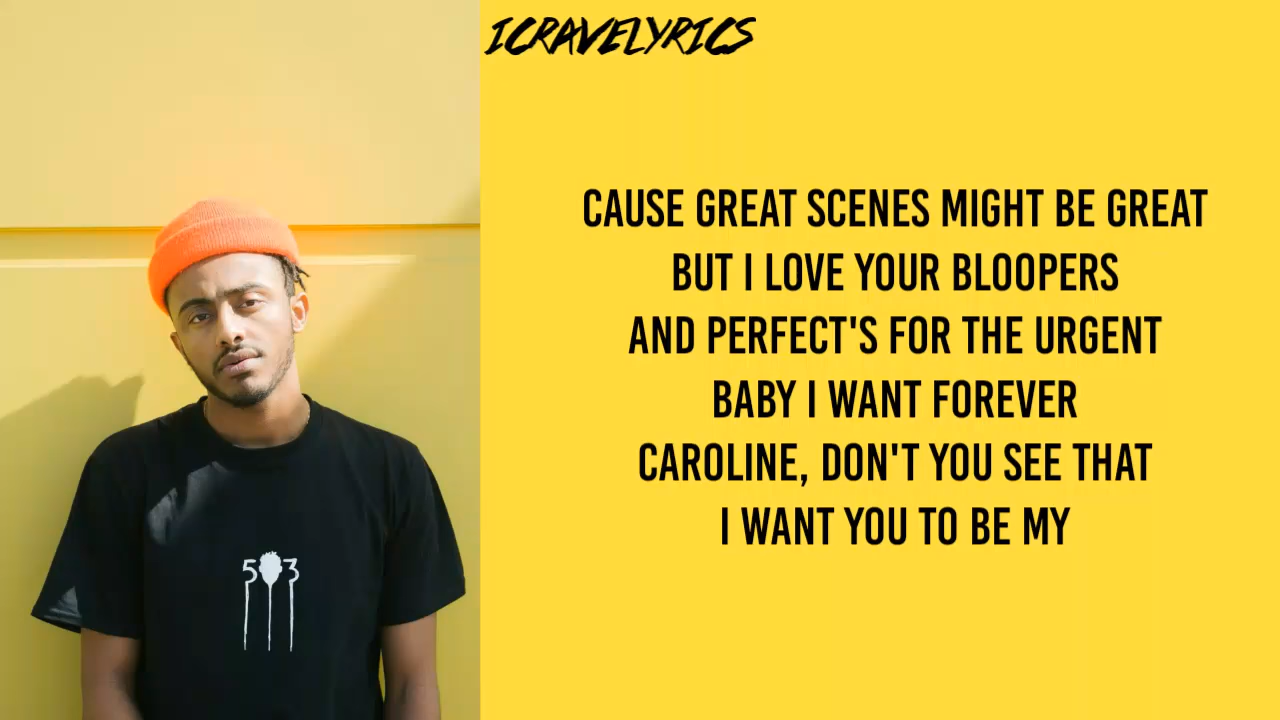 ICRAVELYRICS
CAUSE GREAT SCENES MIGHT BE GREAT
BUT I LOVE YOUR BLOOPERS
AND PERFECT'S FOR THE URGENT
BABY I WANT FOREVER
CAROLINE, DON'T YOU SEE THAT
I WANT YOU TO BE MY
503